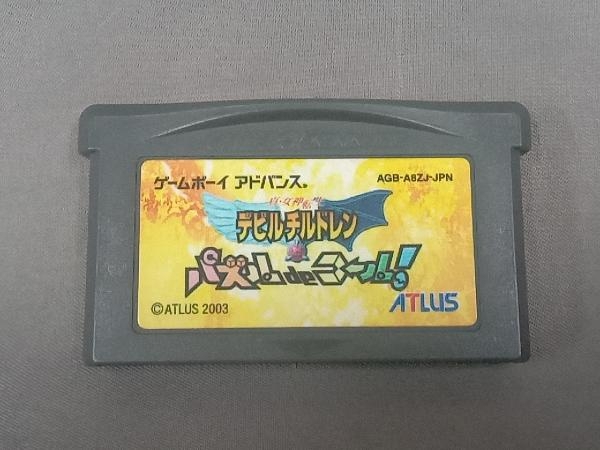 ゲームボーイ アドバンス®
AGB-A8ZJ-JPN
真・女神転生
デビルチルドレン
パズルdeコール!
©ATLUS 2003
ATLUS